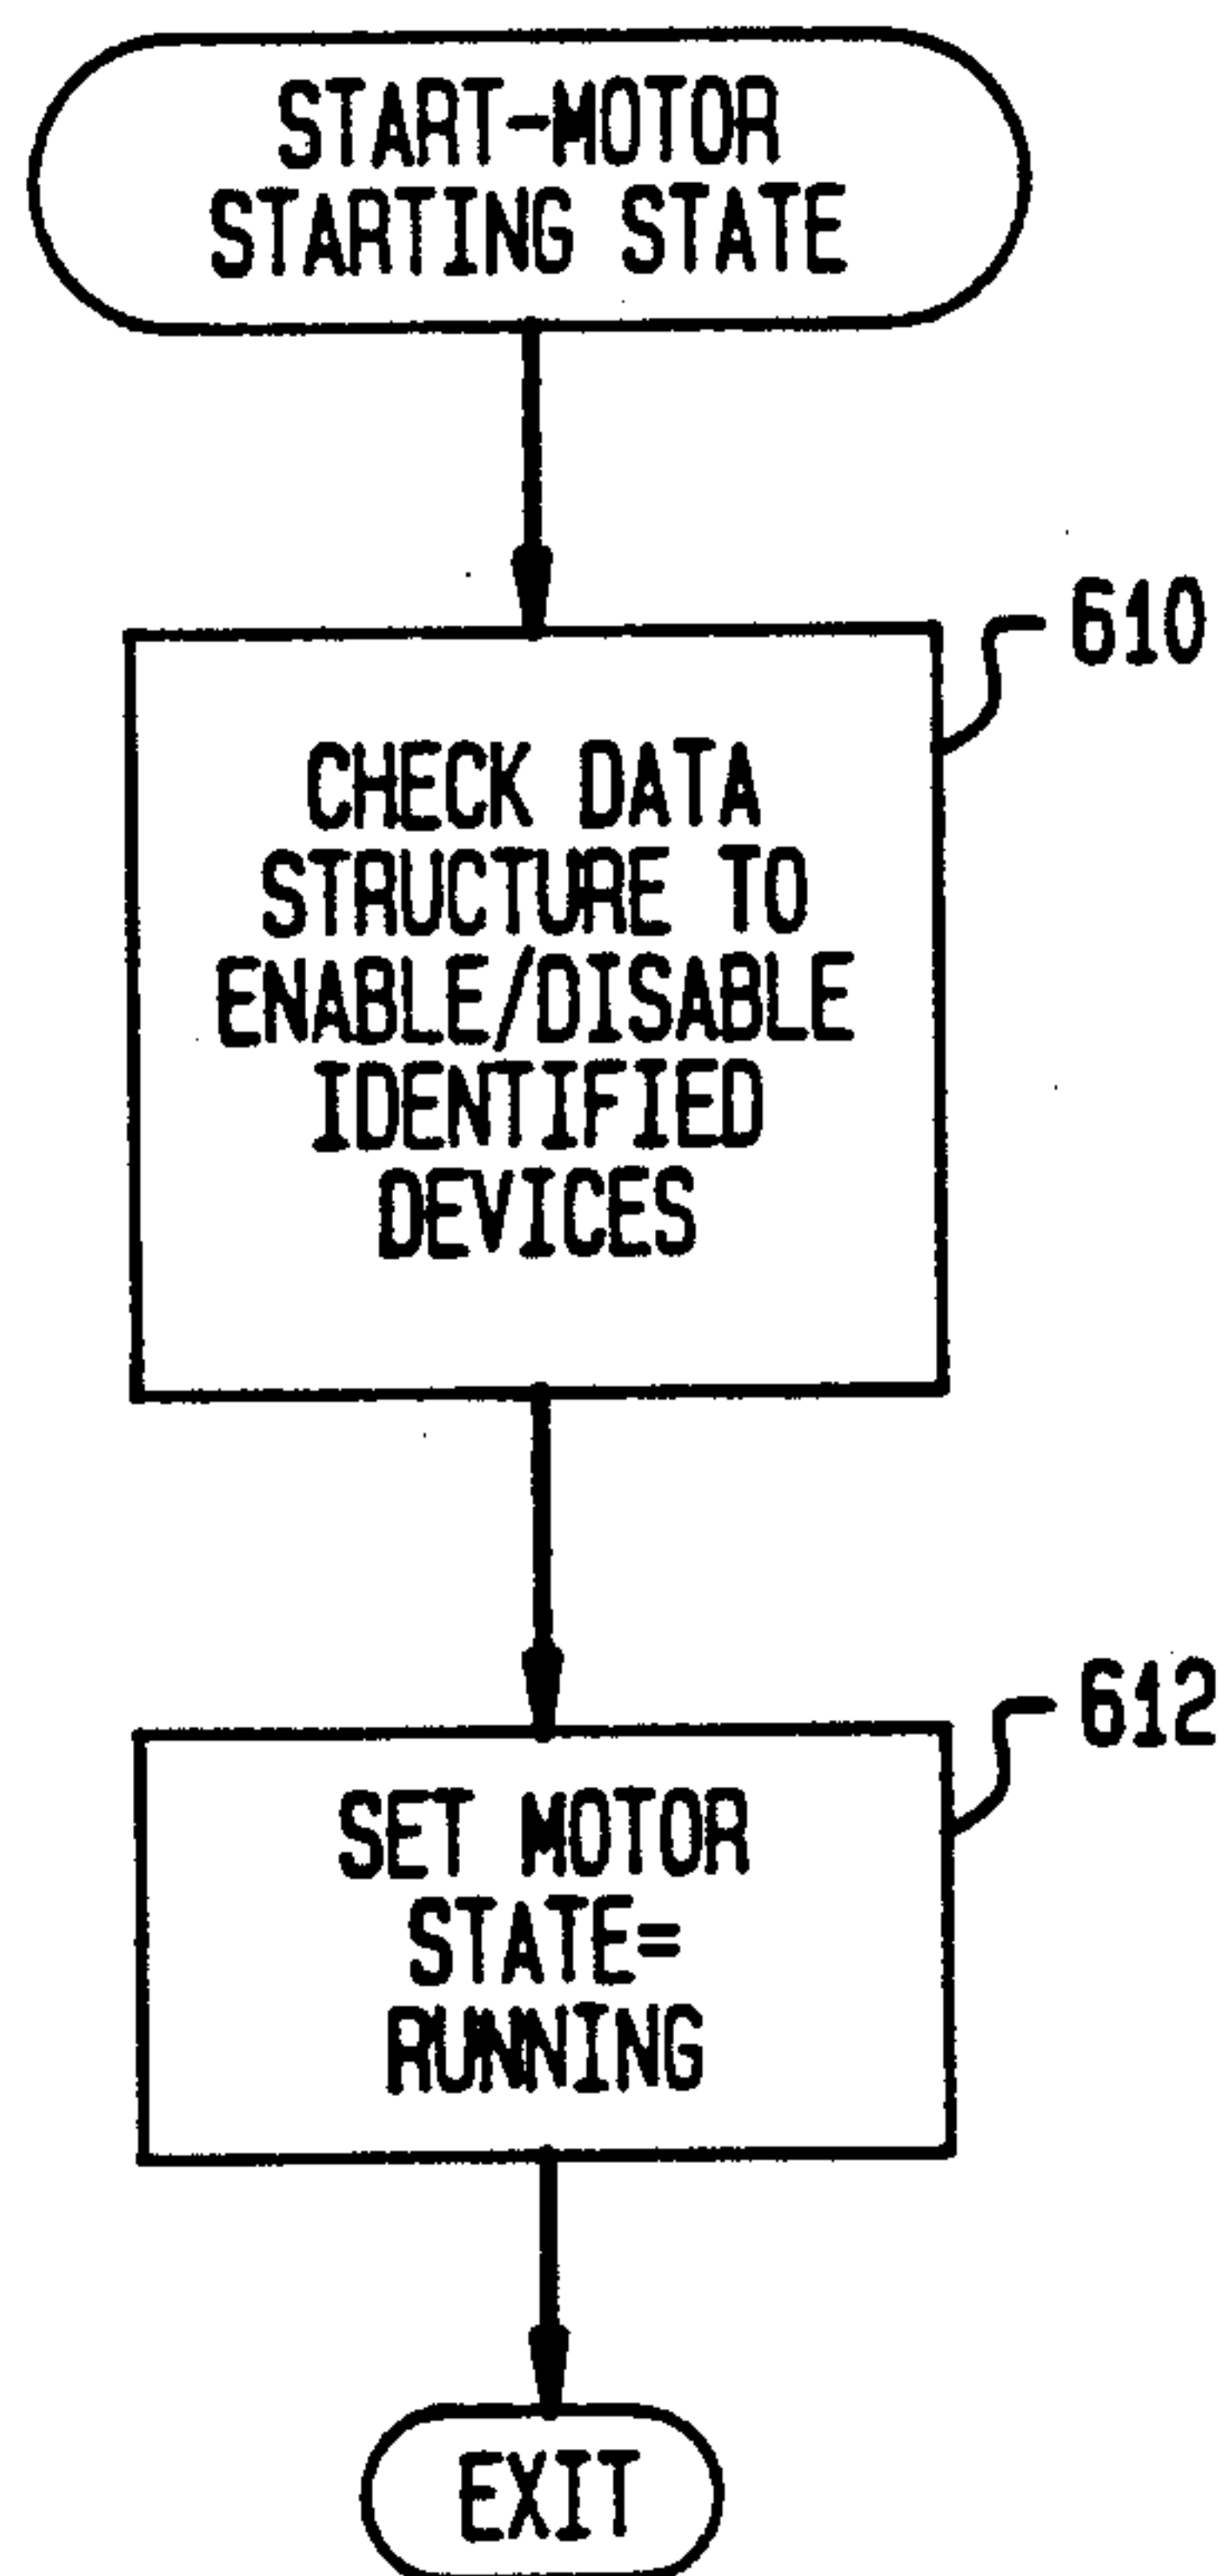 START-MOTOR
STARTING STATE
610
CHECK DATA
STRUCTURE TO
ENABLE/DISABLE
IDENTIFIED
DEVICES
612
SET MOTOR
STATE=
RUNNING
EXIT